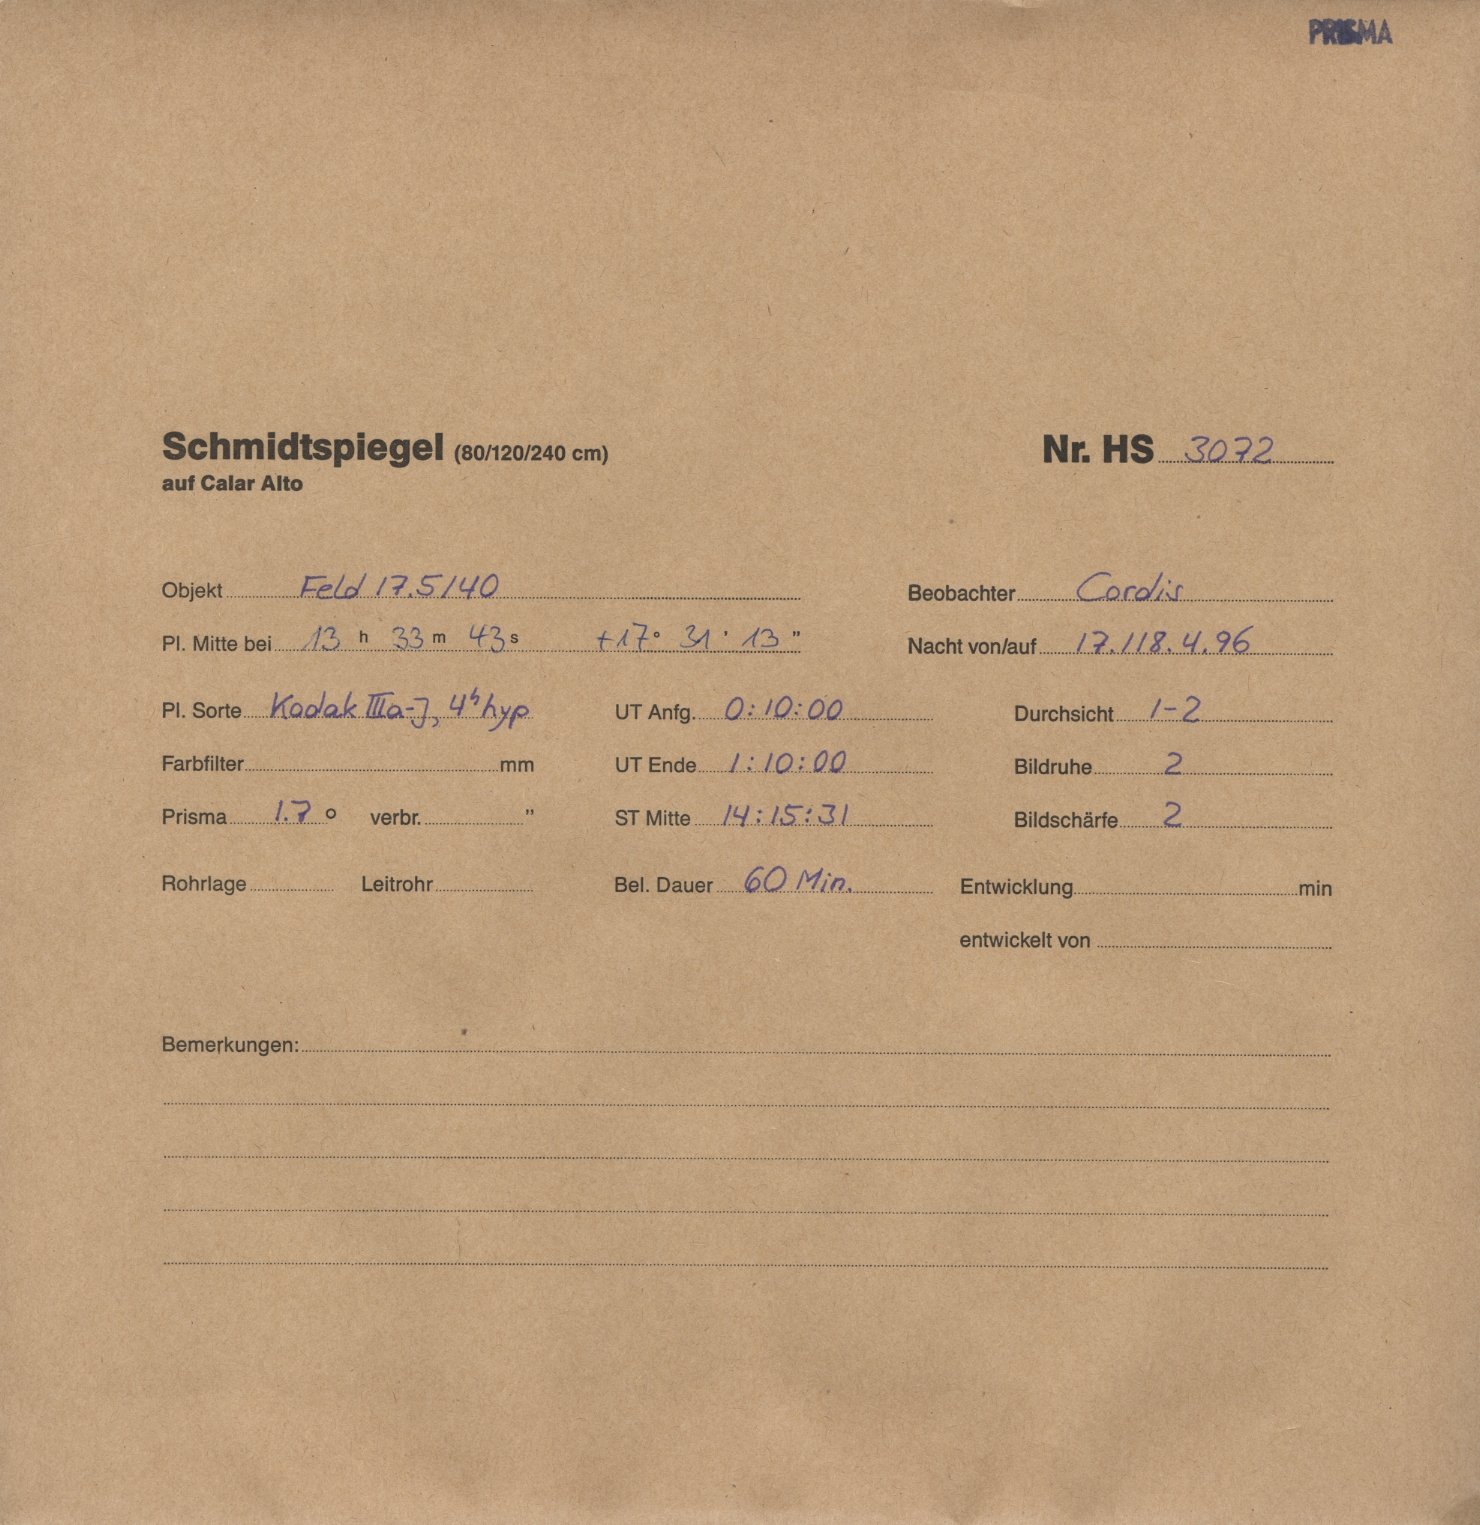 PRISMA
Schmidtspiegel (80/120/240 cm)
auf Calar Alto
Nr. HS 3072
Objekt Feld 17.5/40
Beobachter Cordis
Pl. Mitte bei 13 h 33 m 43 s +17° 31' 13"
Nacht von/auf 17./18.4.96
Pl. Sorte Kodak IIIa-J, 4ʰhyp
UT Anfg. 0:10:00
Durchsicht 1-2
Farbfilter mm
UT Ende 1:10:00
Bildruhe 2
Prisma 1.7° verbr. "
ST Mitte 14:15:31
Bildschärfe 2
Rohrlage Leitrohr
Bel. Dauer 60 Min.
Entwicklung min
entwickelt von
Bemerkungen: